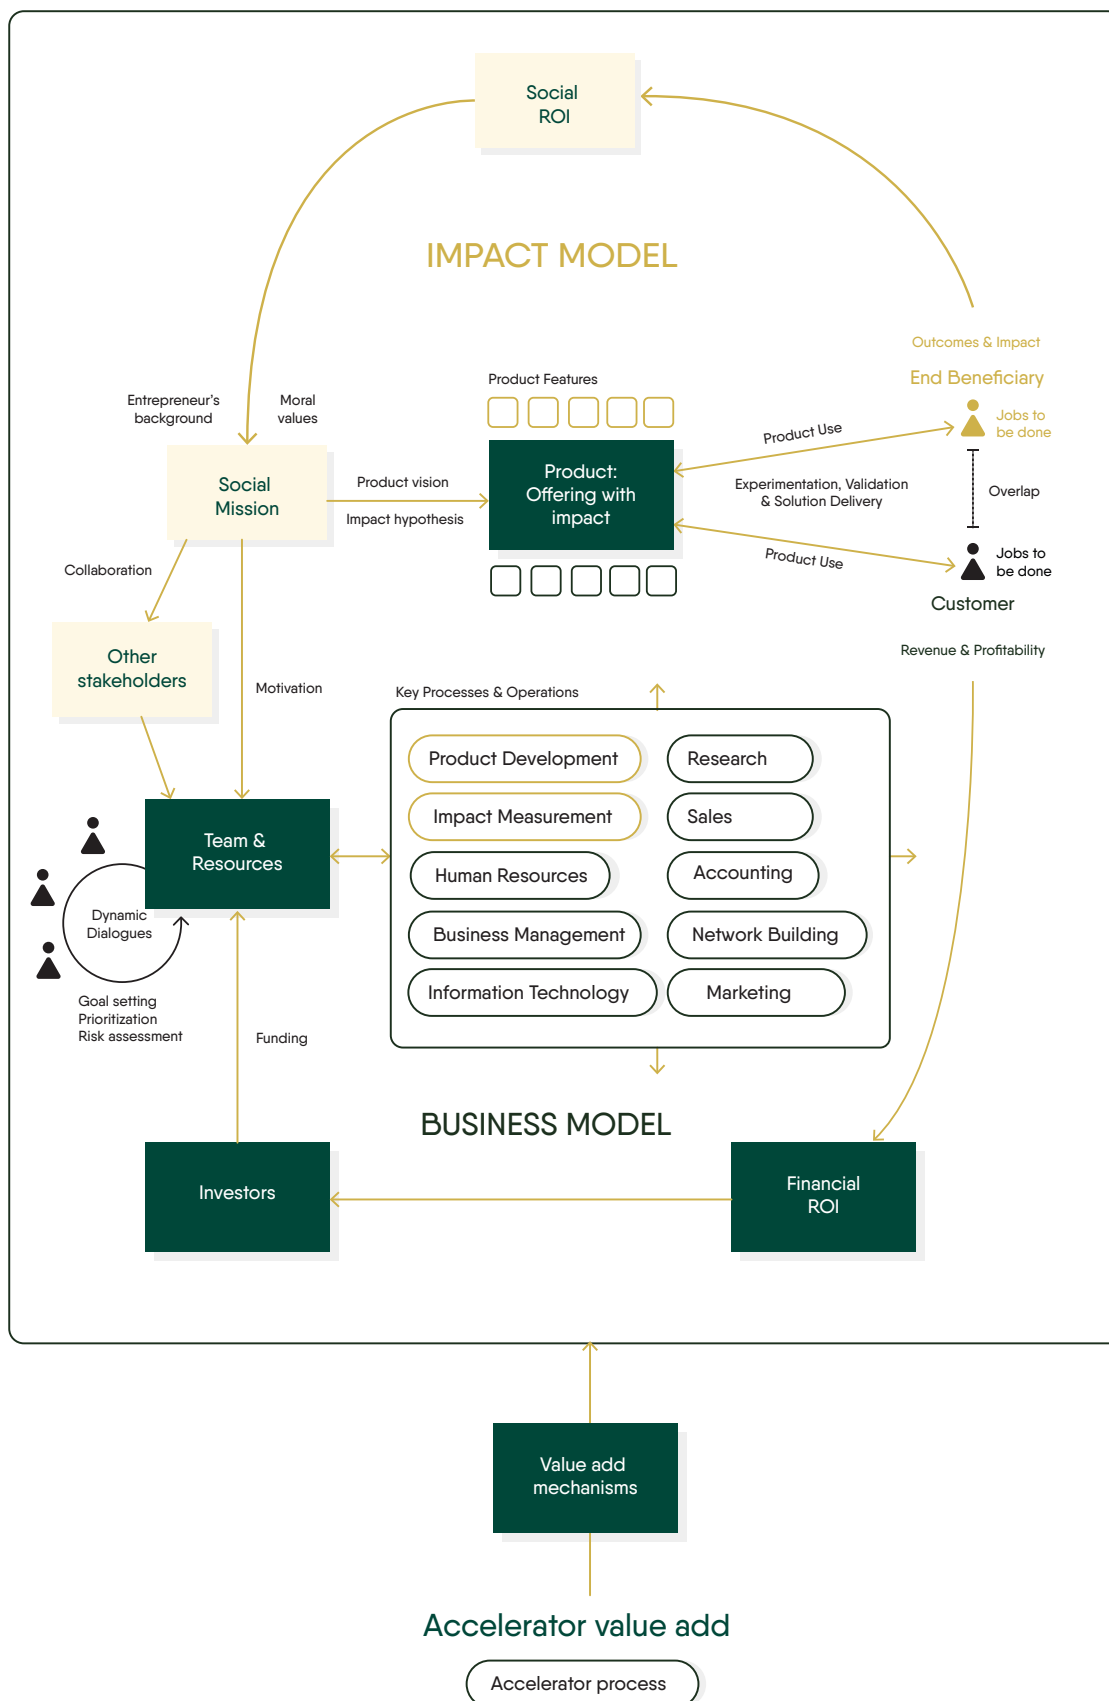 Social
ROI
IMPACT MODEL
Outcomes & Impact
End Beneficiary
Jobs to
be done
Entrepreneur's
background
Moral
values
Product Features
Product Use
Social
Mission
Product vision
Impact hypothesis
Product:
Offering with
impact
Experimentation, Validation
& Solution Delivery
Overlap
Product Use
Jobs to
be done
Customer
Revenue & Profitability
Collaboration
Other
stakeholders
Motivation
Key Processes & Operations
Product Development
Research
Impact Measurement
Sales
Human Resources
Accounting
Business Management
Network Building
Information Technology
Marketing
Team &
Resources
Dynamic
Dialogues
Goal setting
Prioritization
Risk assessment
Funding
BUSINESS MODEL
Investors
Financial
ROI
Value add
mechanisms
Accelerator value add
Accelerator process